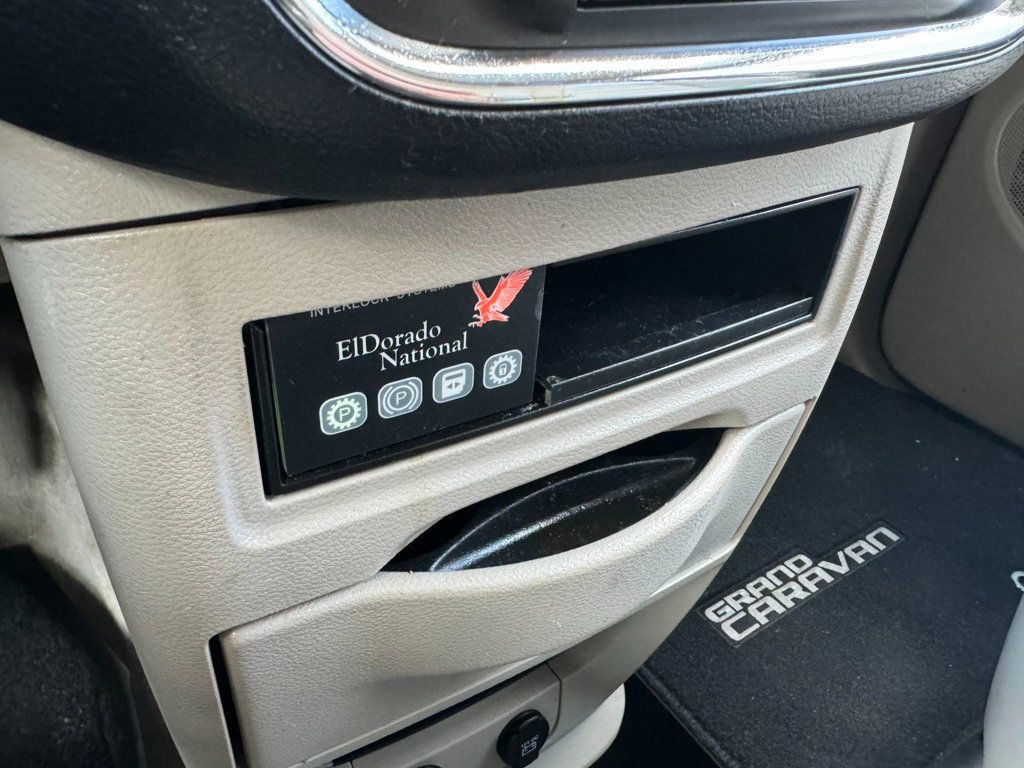 INTERLOCK SYSTEMS
ElDorado
National
P
P
GRAND
CARAVAN